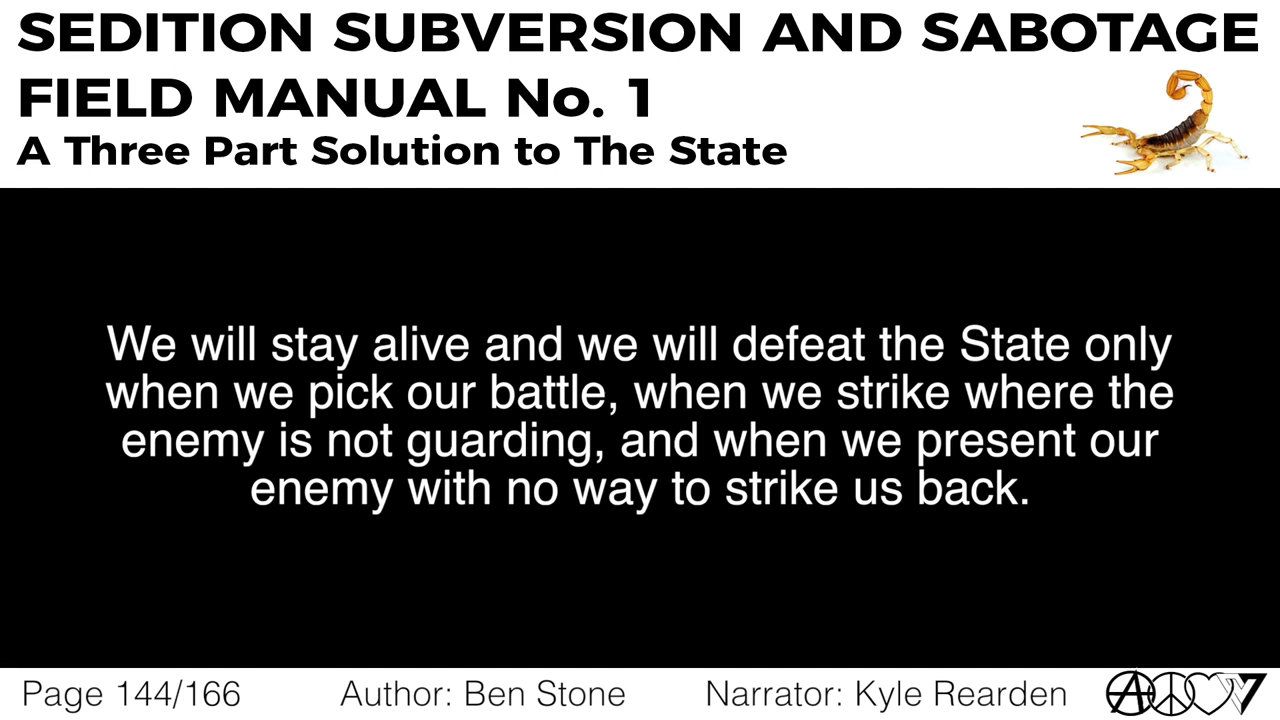 SEDITION SUBVERSION AND SABOTAGE
FIELD MANUAL No. 1
A Three Part Solution to The State
We will stay alive and we will defeat the State only
when we pick our battle, when we strike where the
enemy is not guarding, and when we present our
enemy with no way to strike us back.
Page 144/166 Author: Ben Stone Narrator: Kyle Rearden